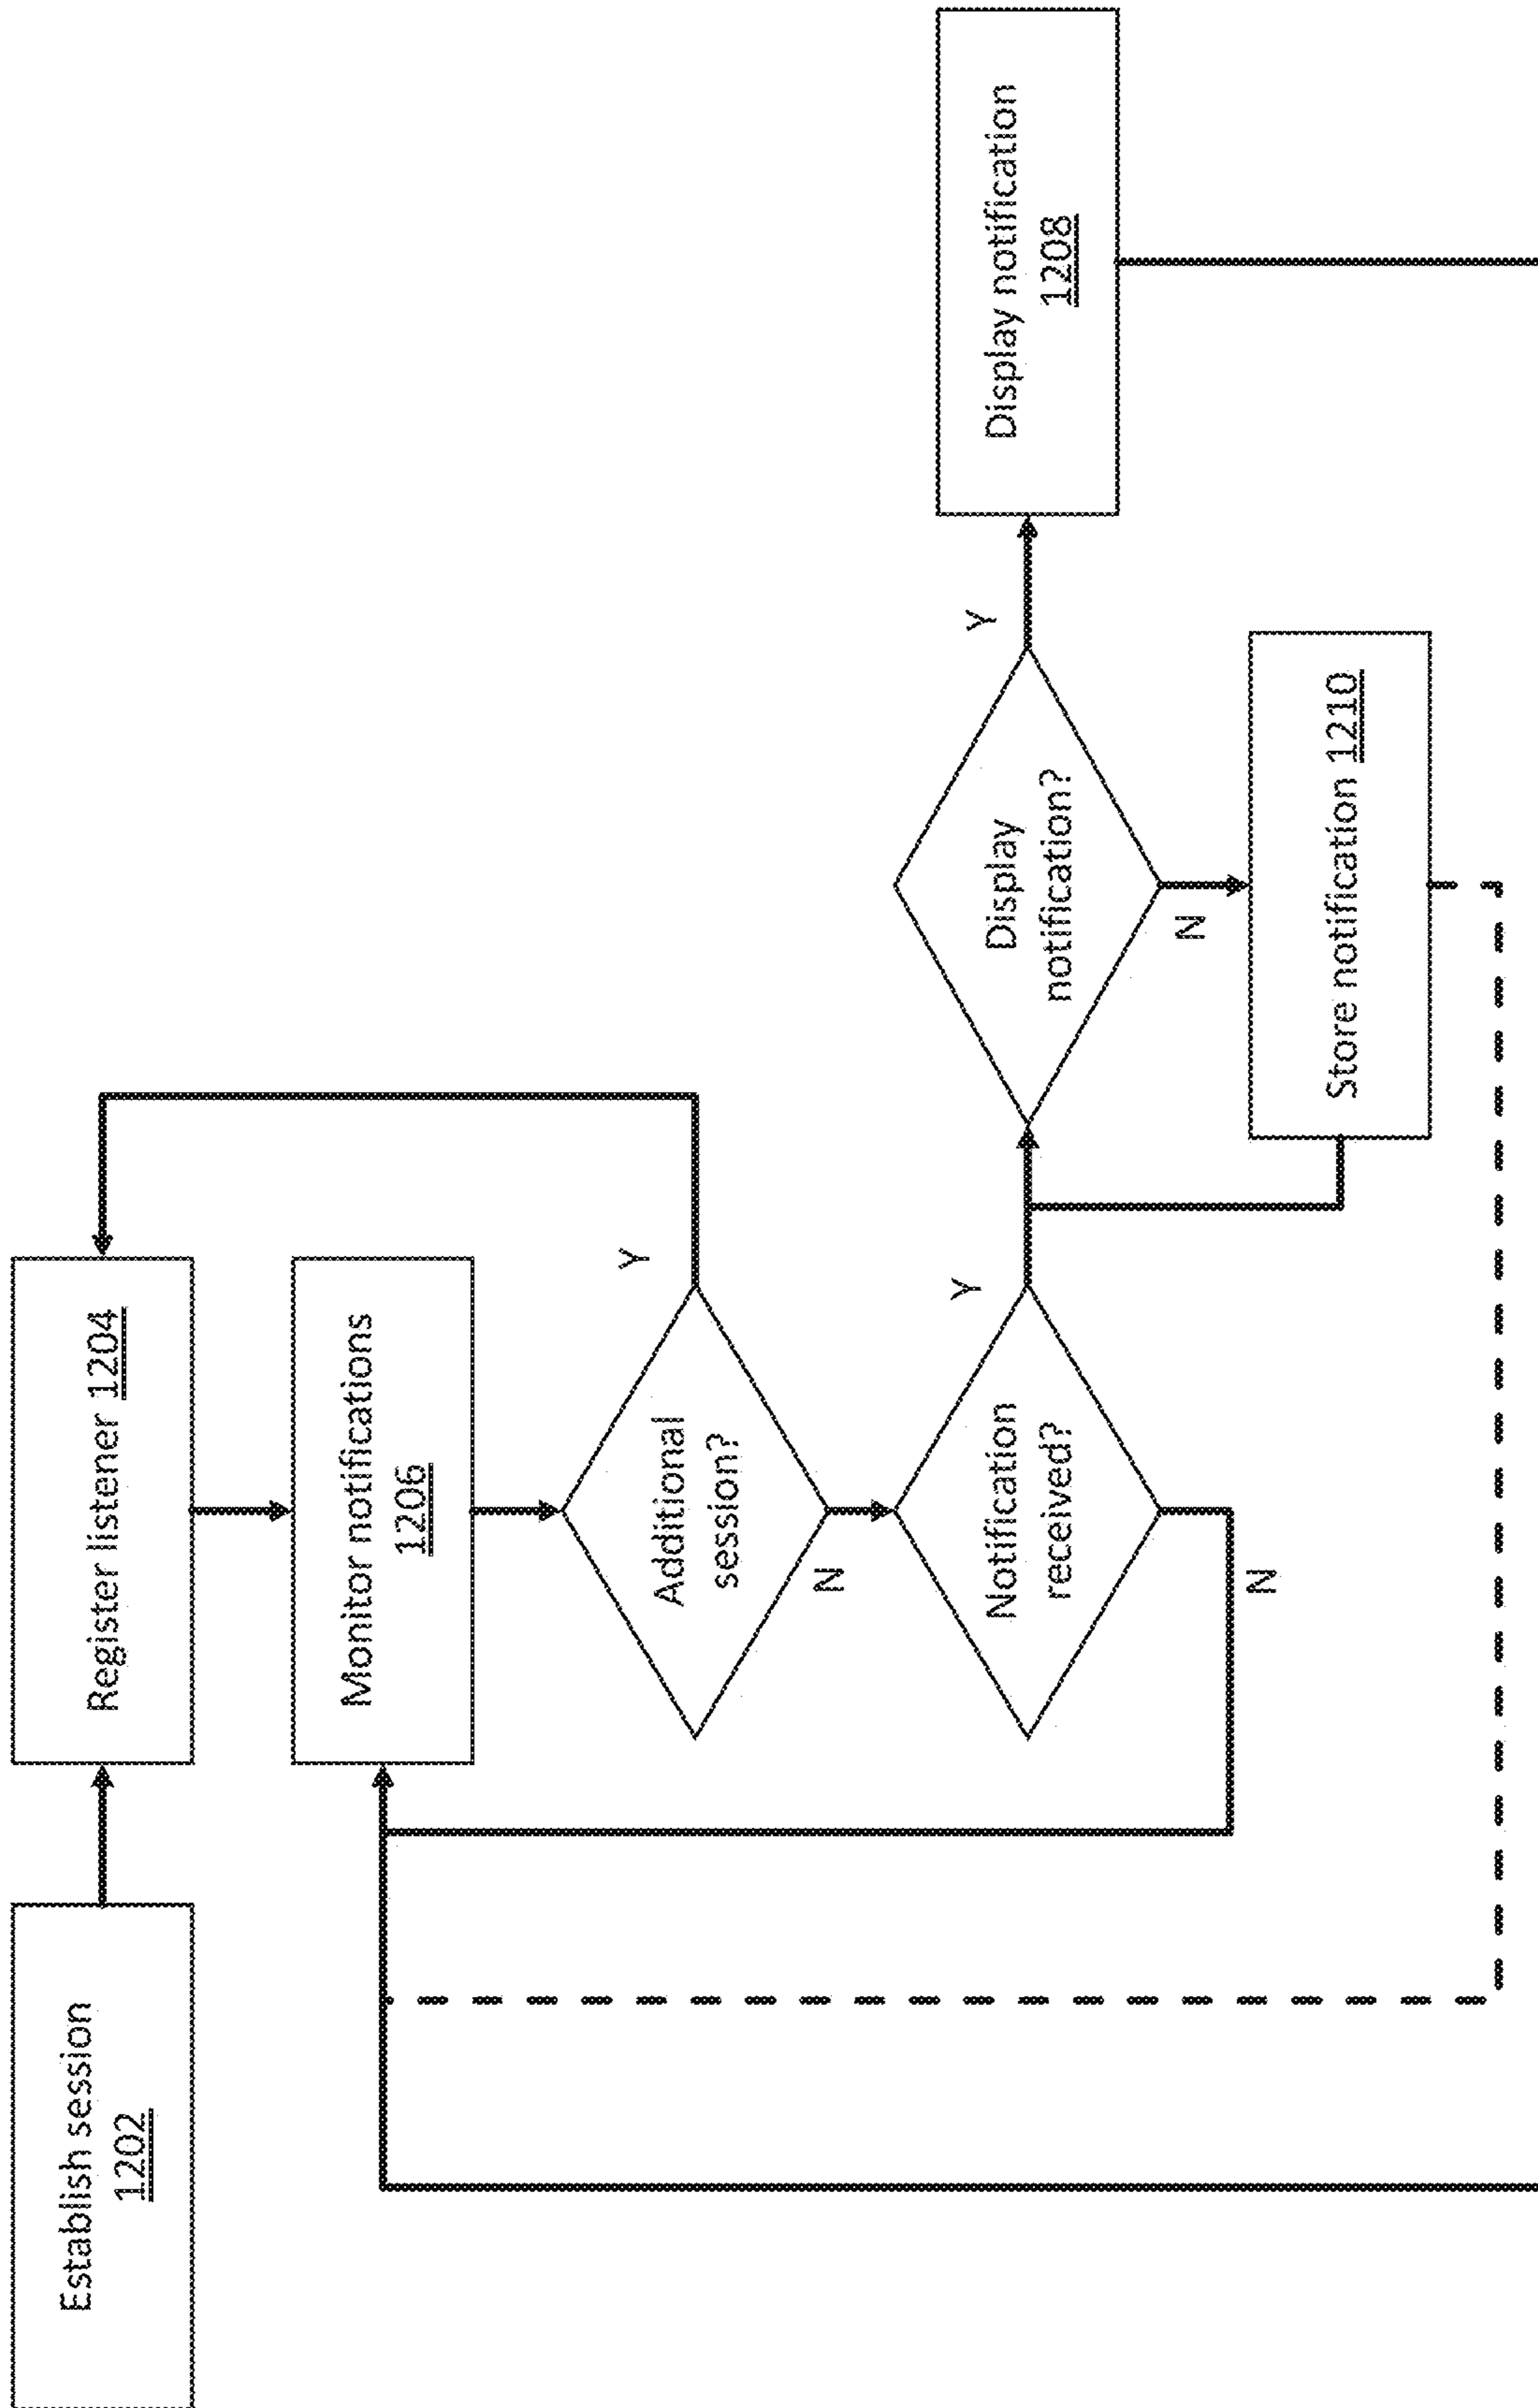 Establish session
1202
Register listener 1204
Monitor notifications
1206
Additional
session?
Y
N
Notification
received?
Y
N
Display
notification?
Y
N
Display notification
1208
Store notification 1210